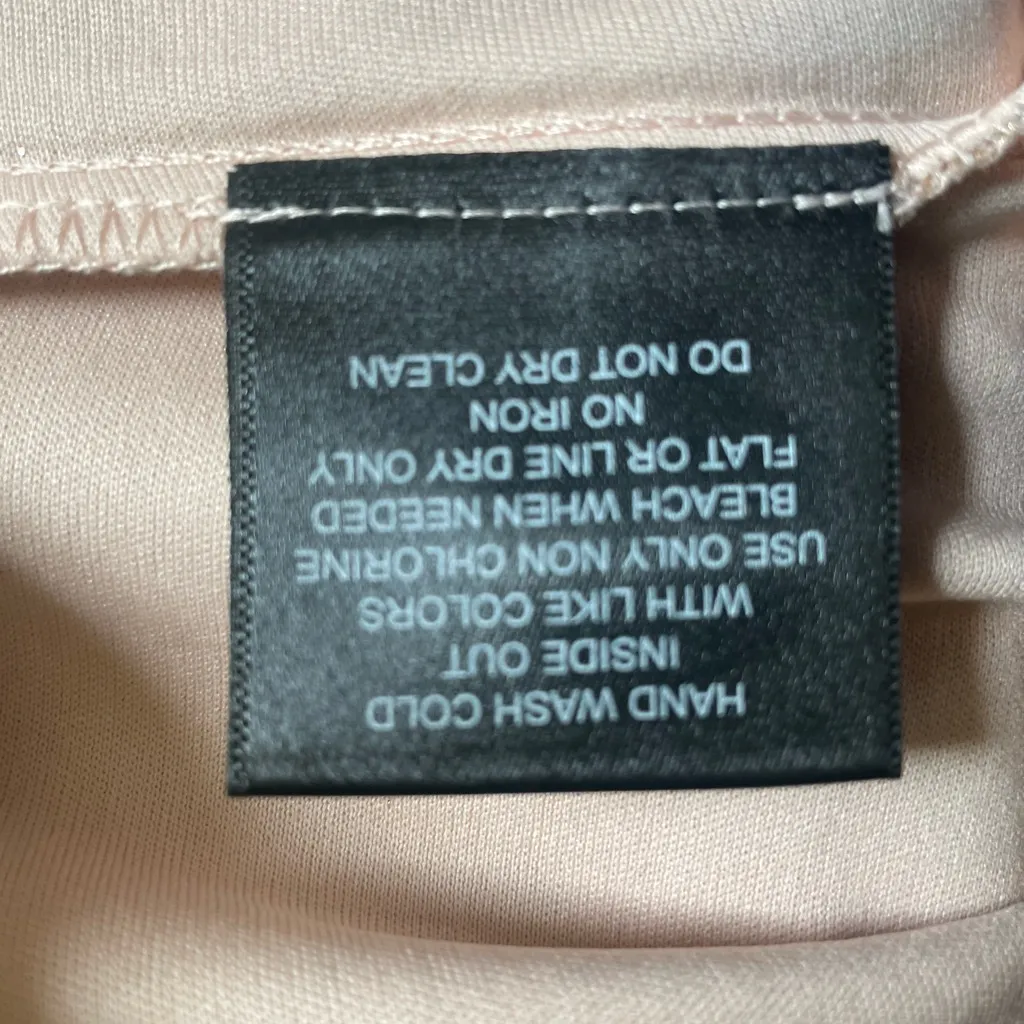 HAND WASH COLD
INSIDE OUT
WITH LIKE COLORS
USE ONLY NON CHLORINE
BLEACH WHEN NEEDED
FLAT OR LINE DRY ONLY
NO IRON
DO NOT DRY CLEAN